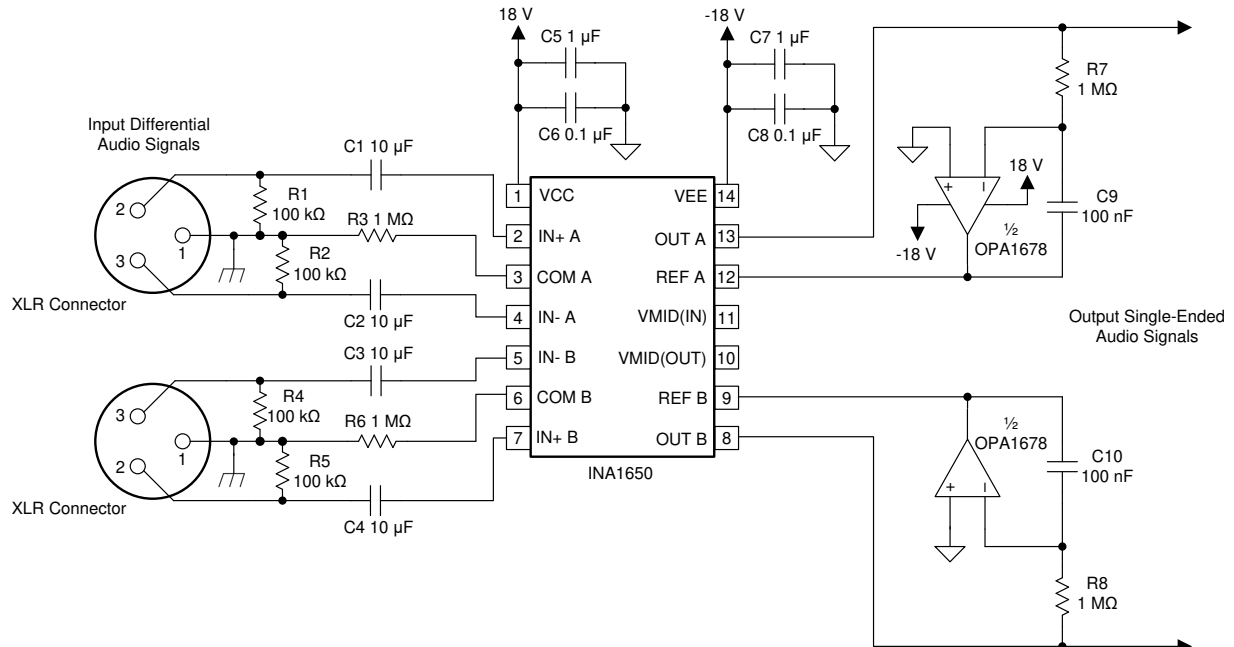 18 V
-18 V
C5 1 µF
C7 1 µF
C6 0.1 µF
C8 0.1 µF
R7
1 MΩ
Input Differential
Audio Signals
C1 10 µF
R1
100 kΩ
R3 1 MΩ
R2
100 kΩ
C2 10 µF
2
1
3
XLR Connector
1
VCC
VEE
14
2
IN+ A
OUT A
13
3
COM A
REF A
12
4
IN- A
VMID(IN)
11
5
IN- B
VMID(OUT)
10
6
COM B
REF B
9
7
IN+ B
OUT B
8
INA1650
+
–
18 V
-18 V
½
OPA1678
C9
100 nF
Output Single-Ended
Audio Signals
C3 10 µF
R4
100 kΩ
R6 1 MΩ
R5
100 kΩ
C4 10 µF
3
1
2
XLR Connector
½
OPA1678
+
–
C10
100 nF
R8
1 MΩ